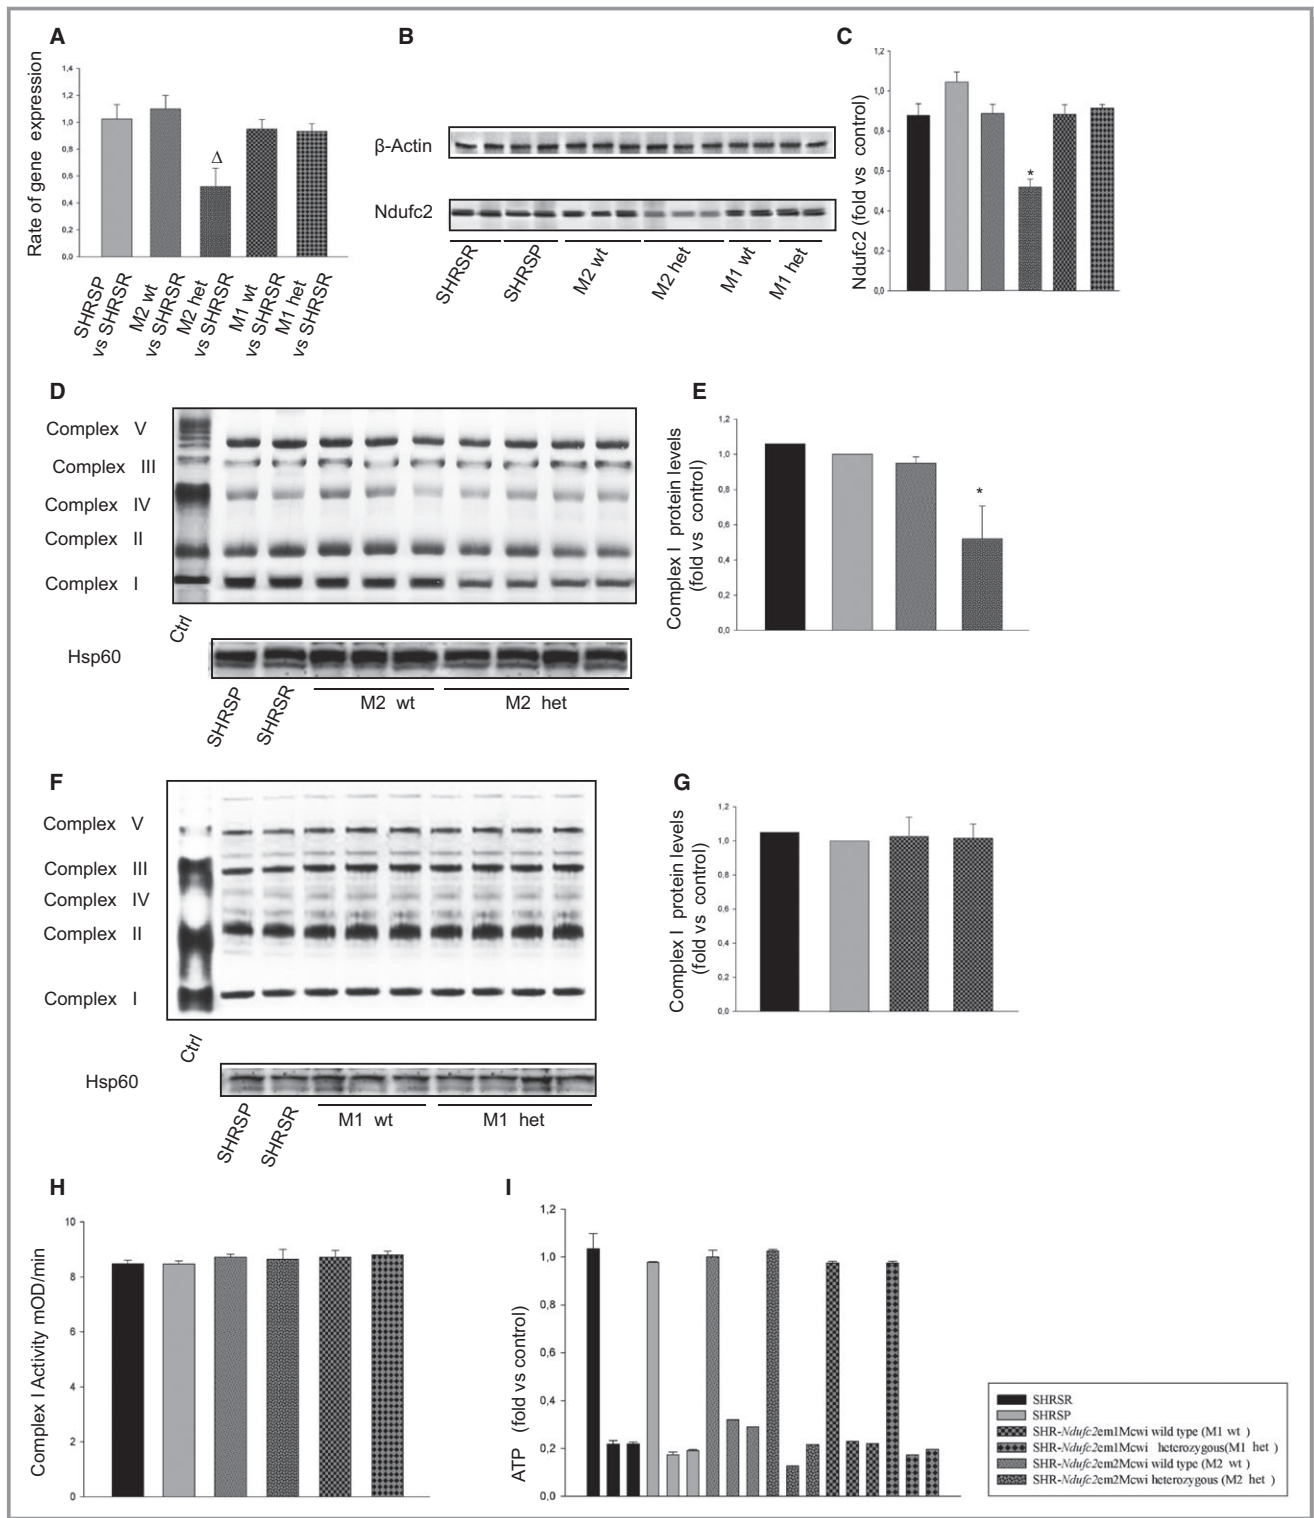 A
Rate of gene expression
1,4
1,2
1,0
0,8
0,6
0,4
0,2
0,0
Δ
SHRSP
vs SHRSR
M2 wt
vs SHRSR
M2 het
vs SHRSR
M1 wt
vs SHRSR
M1 het
vs SHRSR
B
β-Actin
Ndufc2
SHRSR
SHRSP
M2 wt
M2 het
M1 wt
M1 het
C
Ndufc2 (fold vs control)
1,2
1,0
0,8
0,6
0,4
0,2
0,0
*
D
Complex V
Complex III
Complex IV
Complex II
Complex I
Ctrl
Hsp60
SHRSP
SHRSR
M2 wt
M2 het
E
Complex I protein levels
(fold vs control)
1,2
1,0
0,8
0,6
0,4
0,2
0,0
*
F
Complex V
Complex III
Complex IV
Complex II
Complex I
Ctrl
Hsp60
SHRSP
SHRSR
M1 wt
M1 het
G
Complex I protein levels
(fold vs control)
1,2
1,0
0,8
0,6
0,4
0,2
0,0
H
Complex I Activity mOD/min
10
8
6
4
2
0
I
ATP (fold vs control)
1,2
1,0
0,8
0,6
0,4
0,2
0,0
SHRSR
SHRSP
SHR-Ndufc2em1Mcwi wild type (M1 wt )
SHR-Ndufc2em1Mcwi heterozygous(M1 het )
SHR-Ndufc2em2Mcwi wild type (M2 wt )
SHR-Ndufc2em2Mcwi heterozygous (M2 het )